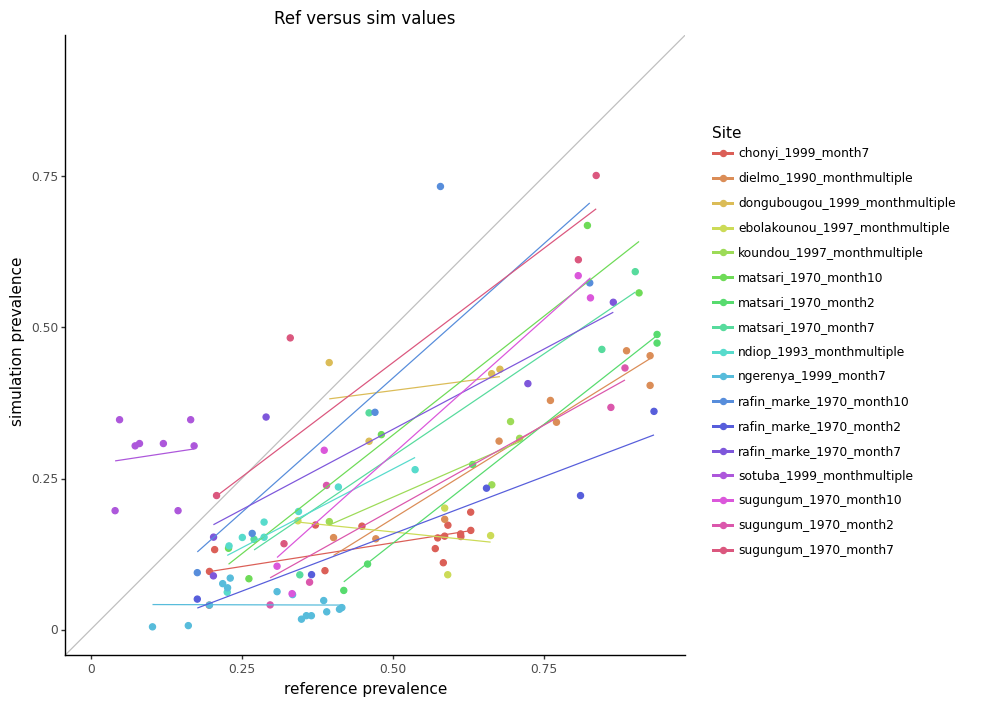 Ref versus sim values
simulation prevalence
0.75
0.50
0.25
0
0
0.25
0.50
0.75
reference prevalence
Site
chonyi_1999_month7
dielmo_1990_monthmultiple
dongubougou_1999_monthmultiple
ebolakounou_1997_monthmultiple
koundou_1997_monthmultiple
matsari_1970_month10
matsari_1970_month2
matsari_1970_month7
ndiop_1993_monthmultiple
ngerenya_1999_month7
rafin_marke_1970_month10
rafin_marke_1970_month2
rafin_marke_1970_month7
sotuba_1999_monthmultiple
sugungum_1970_month10
sugungum_1970_month2
sugungum_1970_month7